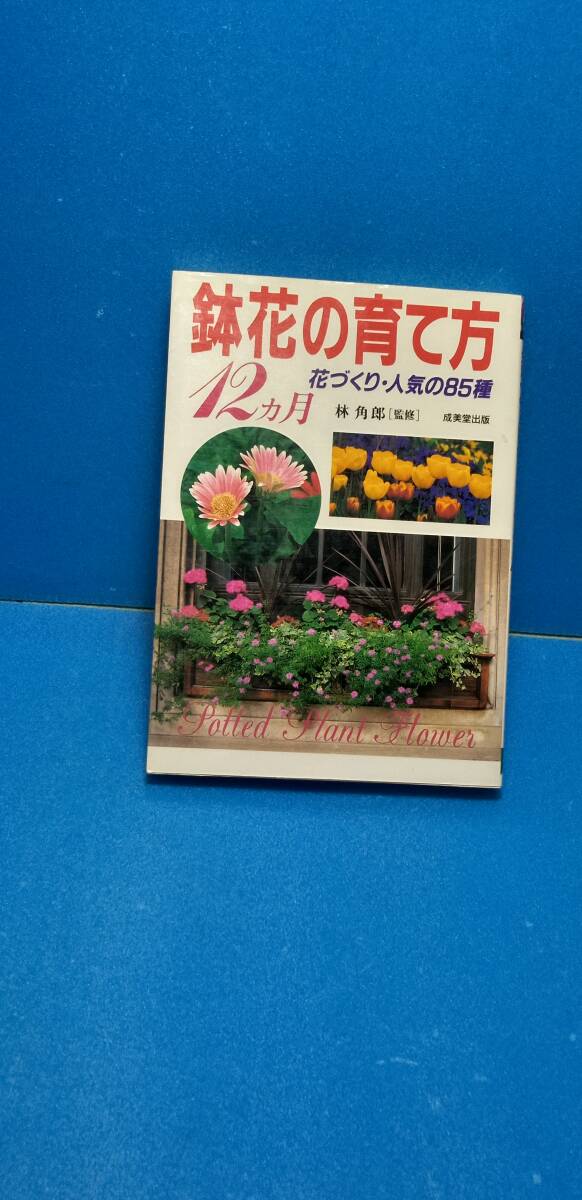 鉢花の育て方
12ヵ月
花づくり・人気の85種
林 角郎[監修]
成美堂出版
Potted Plant Flower